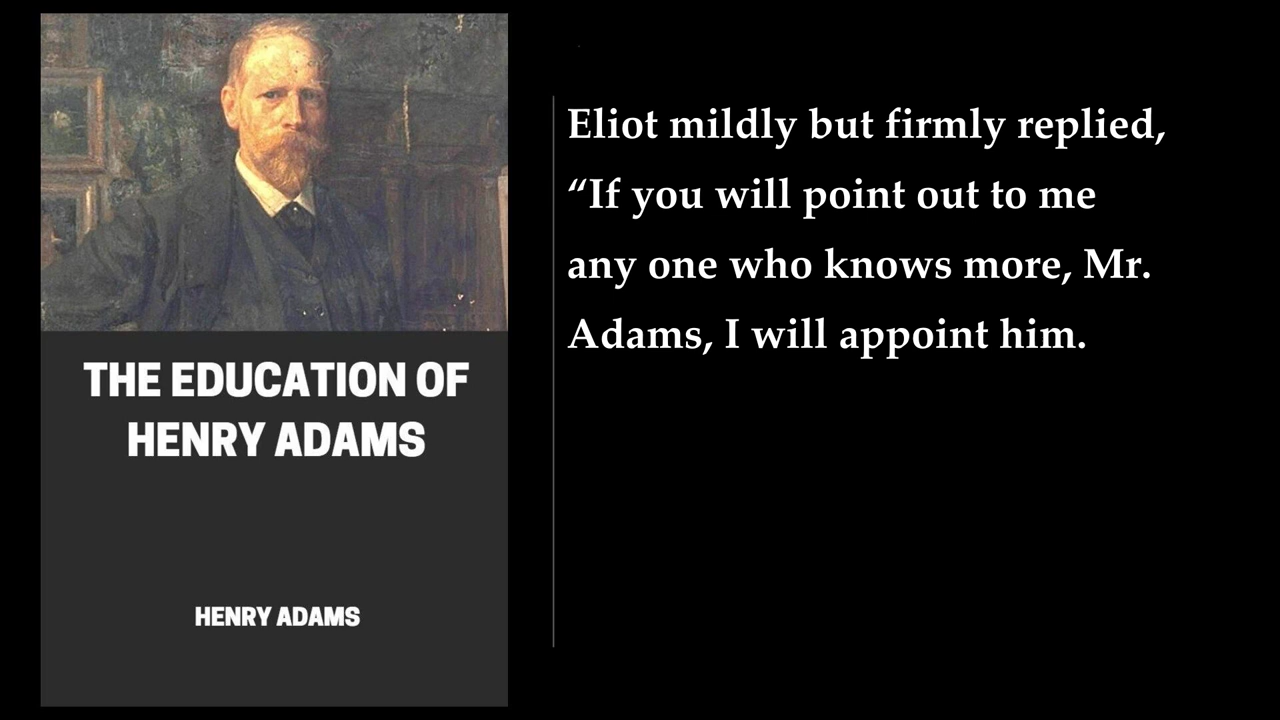 THE EDUCATION OF
HENRY ADAMS
HENRY ADAMS
Eliot mildly but firmly replied,
“If you will point out to me
any one who knows more, Mr.
Adams, I will appoint him.